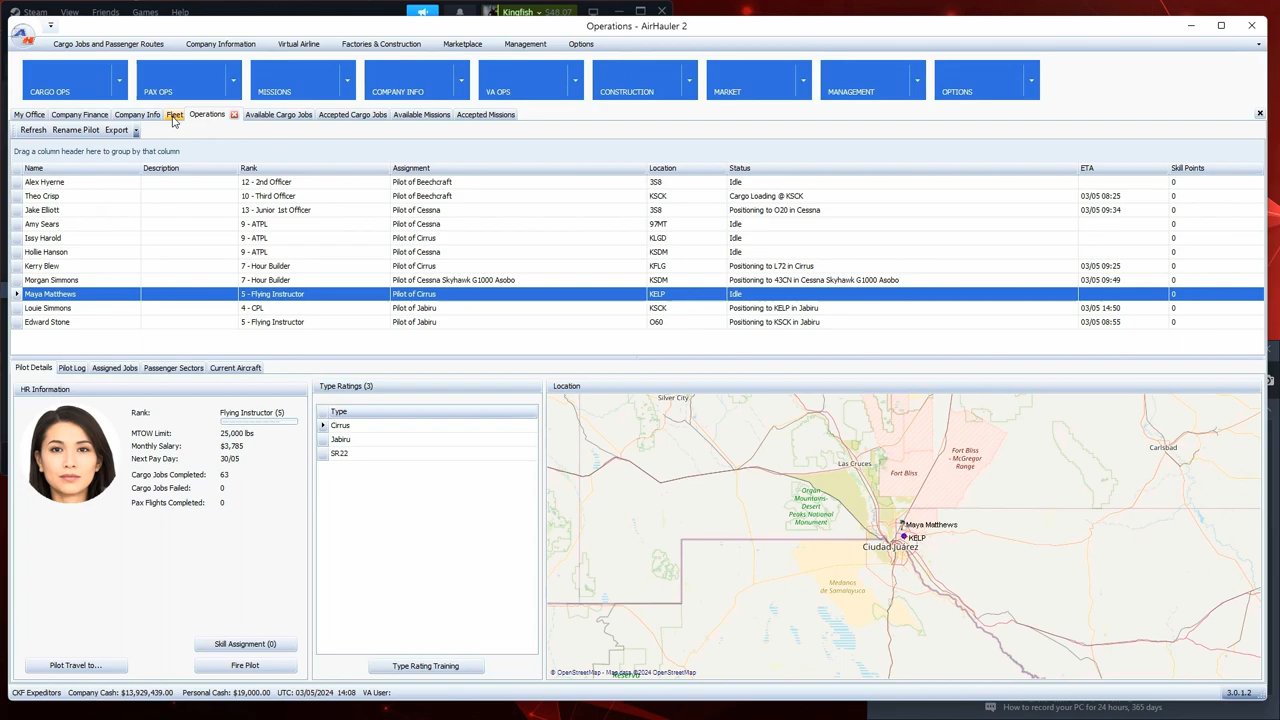 Steam View Friends Games Help Kingfish $48.07
Operations - AirHauler 2
Cargo Jobs and Passenger Routes Company Information Virtual Airline Factories & Construction Marketplace Management Options
CARGO OPS PAX OPS MISSIONS COMPANY INFO VA OPS CONSTRUCTION MARKET MANAGEMENT OPTIONS
My Office Company Finance Company Info Fleet Operations Available Cargo Jobs Accepted Cargo Jobs Available Missions Accepted Missions
Refresh Rename Pilot Export
Drag a column header here to group by that column
Name Description Rank Assignment Location Status ETA Skill Points
Alex Hyerne 12 - 2nd Officer Pilot of Beechcraft 3S8 Idle 0
Theo Crisp 10 - Third Officer Pilot of Beechcraft KSCK Cargo Loading @ KSCK 03/05 08:25 0
Jake Elliott 13 - Junior 1st Officer Pilot of Cessna 3S8 Positioning to O20 in Cessna 03/05 09:34 0
Amy Sears 9 - ATPL Pilot of Cessna 97MT Idle 0
Issy Harold 9 - ATPL Pilot of Cirrus KLGD Idle 0
Hollie Hanson 9 - ATPL Pilot of Cessna KSDM Idle 0
Kerry Blew 7 - Hour Builder Pilot of Cirrus KFLG Positioning to L72 in Cirrus 03/05 09:25 0
Morgan Simmons 7 - Hour Builder Pilot of Cessna Skyhawk G1000 Asobo KSDM Positioning to 43CN in Cessna Skyhawk G1000 Asobo 03/05 09:49 0
Maya Matthews 5 - Flying Instructor Pilot of Cirrus KELP Idle 0
Louie Simmons 4 - CPL Pilot of Jabiru KSCK Positioning to KELP in Jabiru 03/05 14:50 0
Edward Stone 5 - Flying Instructor Pilot of Jabiru O60 Positioning to KSCK in Jabiru 03/05 08:55 0
Pilot Details Pilot Log Assigned Jobs Passenger Sectors Current Aircraft
HR Information
Rank: Flying Instructor (5)
MTOW Limit: 25,000 lbs
Monthly Salary: $3,785
Next Pay Day: 30/05
Cargo Jobs Completed: 63
Cargo Jobs Failed: 0
Pax Flights Completed: 0
Skill Assignment (0)
Pilot Travel to... Fire Pilot
Type Ratings (3)
Type
Cirrus
Jabiru
SR22
Type Rating Training
Location
Silver City
Carlsbad
Fort Bliss - McGregor Range
Las Cruces
Fort Bliss
Organ Mountains-Desert Peaks National Monument
Maya Matthews
KELP
Ciudad Juárez
Medanos de Samalayuca
© OpenStreetMap - Map data ©2024 OpenStreetMap
CKF Expeditors Company Cash: $13,929,439.00 Personal Cash: $19,000.00 UTC: 03/05/2024 14:08 VA User: 3.0.1.2
How to record your PC for 24 hours, 365 days